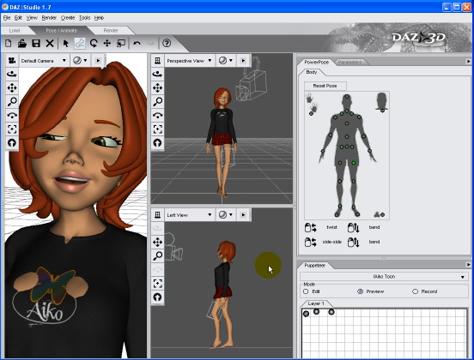 DAZ|Studio 1.7
File Edit View Render Create Tools Help
Load
Pose / Animate
Render
DAZ 3D
Default Camera
Perspective View
Left View
Aiko
PowerPose
Parameters
Body
Reset Pose
twist
bend
side-side
bend
Puppeteer
!Aiko Toon
Mode
Edit
Preview
Record
Layer 1